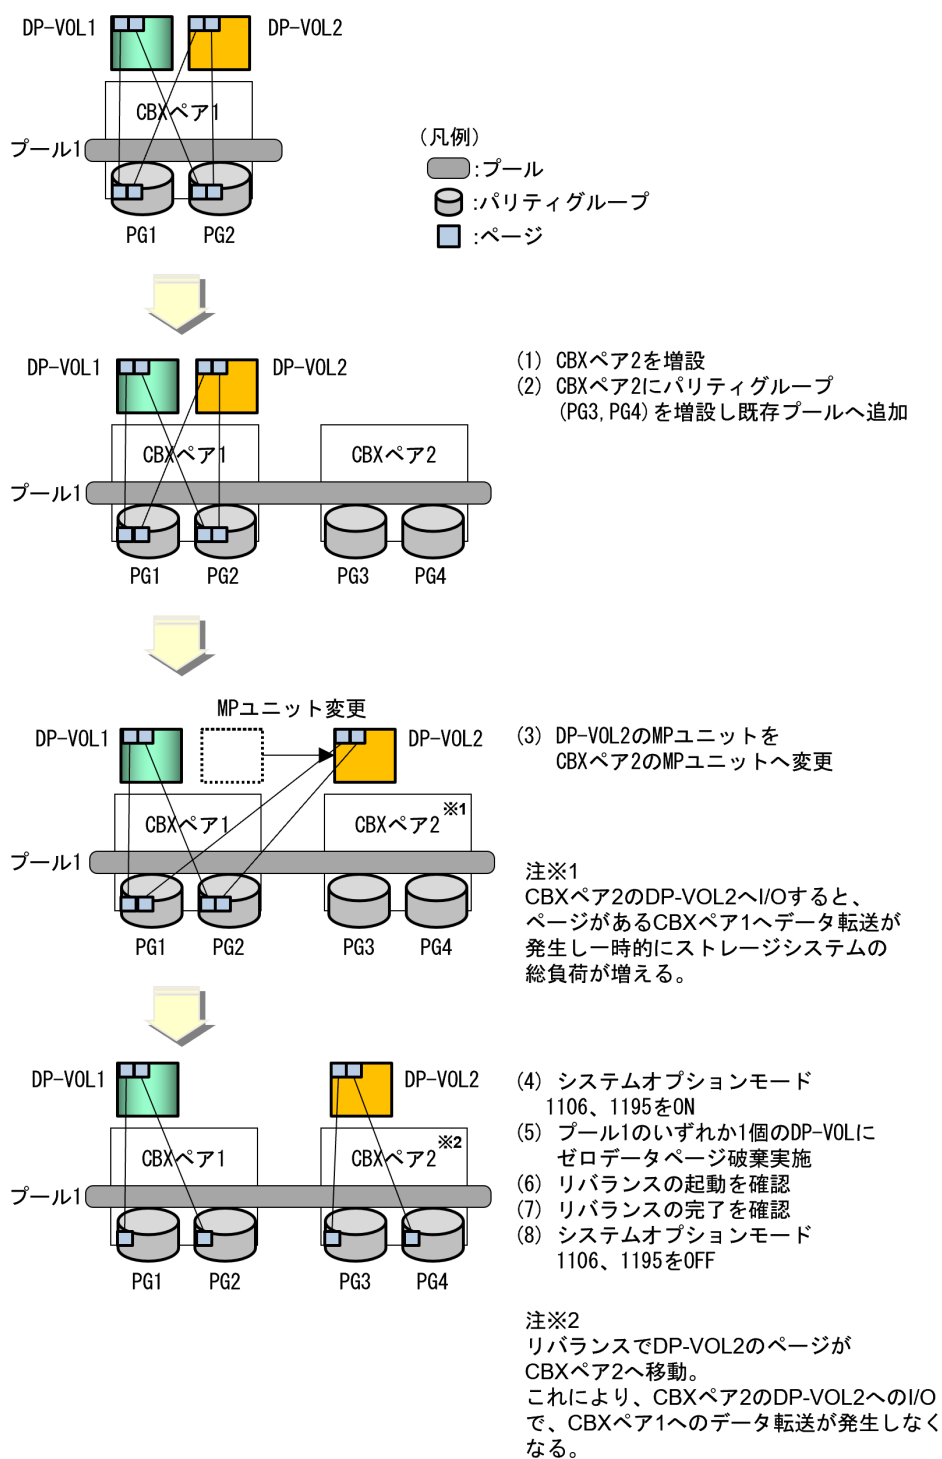 DP-VOL1
DP-VOL2
CBXペア1
プール1
PG1
PG2
(凡例)
:プール
:パリティグループ
:ページ
DP-VOL1
DP-VOL2
CBXペア1
CBXペア2
プール1
PG1
PG2
PG3
PG4
(1) CBXペア2を増設
(2) CBXペア2にパリティグループ
(PG3,PG4)を増設し既存プールへ追加
MPユニット変更
DP-VOL1
DP-VOL2
CBXペア1
CBXペア2 ※1
プール1
PG1
PG2
PG3
PG4
(3) DP-VOL2のMPユニットを
CBXペア2のMPユニットへ変更
注※1
CBXペア2のDP-VOL2へI/Oすると、
ページがあるCBXペア1へデータ転送が
発生し一時的にストレージシステムの
総負荷が増える。
DP-VOL1
DP-VOL2
CBXペア1
CBXペア2 ※2
プール1
PG1
PG2
PG3
PG4
(4) システムオプションモード
1106、1195をON
(5) プール1のいずれか1個のDP-VOLに
ゼロデータページ破棄実施
(6) リバランスの起動を確認
(7) リバランスの完了を確認
(8) システムオプションモード
1106、1195をOFF
注※2
リバランスでDP-VOL2のページが
CBXペア2へ移動。
これにより、CBXペア2のDP-VOL2へのI/O
で、CBXペア1へのデータ転送が発生しなく
なる。